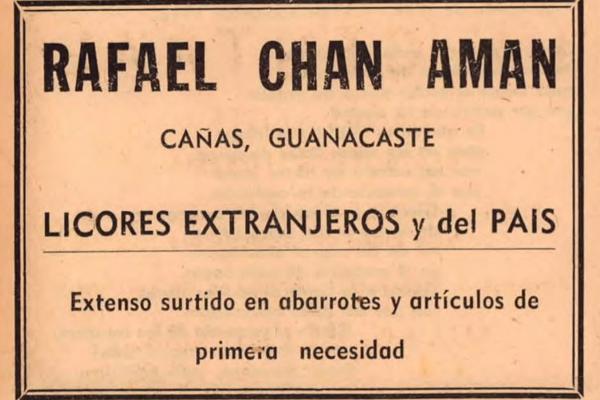 RAFAEL CHAN AMAN
CAÑAS, GUANACASTE
LICORES EXTRANJEROS y del PAIS
Extenso surtido en abarrotes y artículos de
primera necesidad